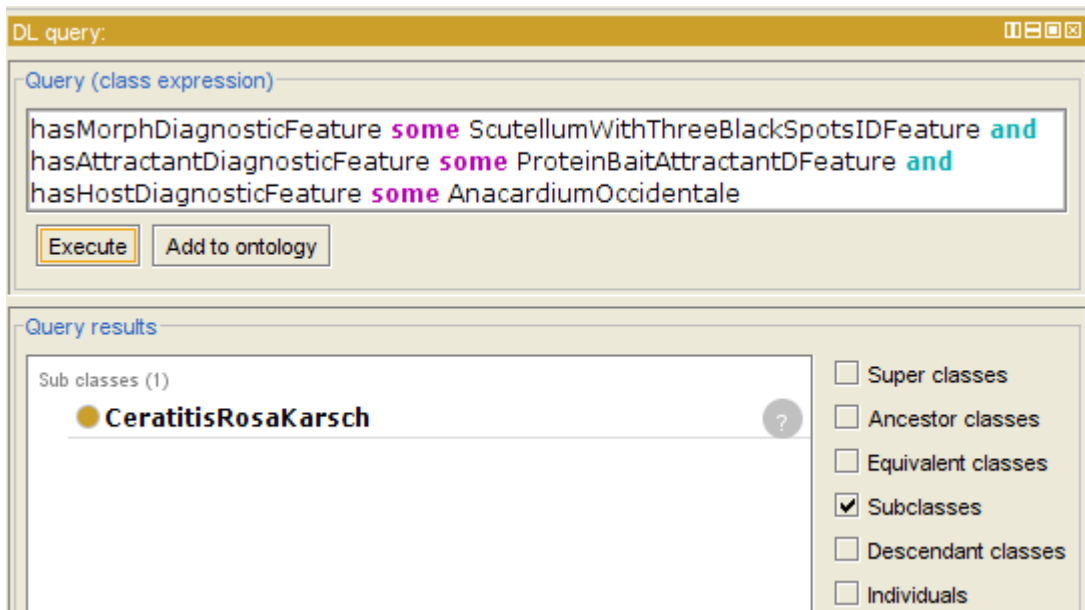 DL query:
Query (class expression)
hasMorphDiagnosticFeature some ScutellumWithThreeBlackSpotsIDFeature and
hasAttractantDiagnosticFeature some ProteinBaitAttractantDFeature and
hasHostDiagnosticFeature some AnacardiumOccidentale
Execute Add to ontology
Query results
Sub classes (1)
CeratitisRosaKarsch ?
Super classes
Ancestor classes
Equivalent classes
Subclasses
Descendant classes
Individuals